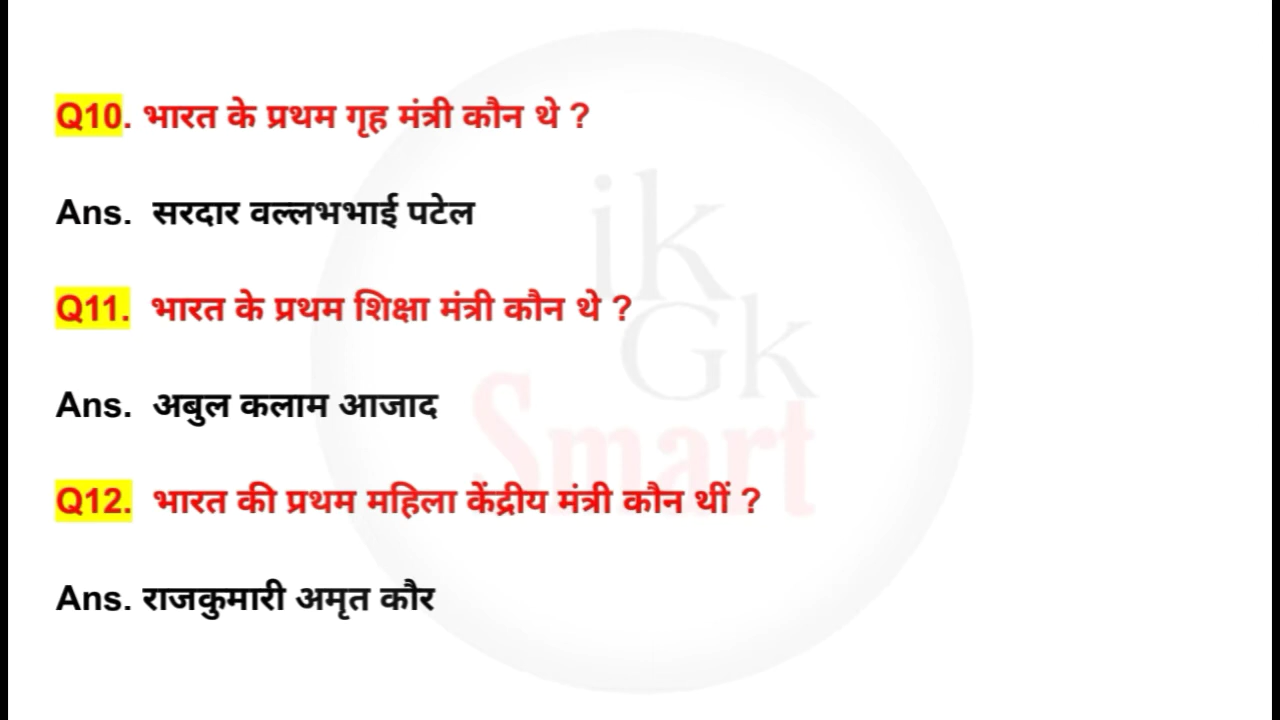 Q10. भारत के प्रथम गृह मंत्री कौन थे ?
Ans. सरदार वल्लभभाई पटेल
Q11. भारत के प्रथम शिक्षा मंत्री कौन थे ?
Ans. अबुल कलाम आजाद
Q12. भारत की प्रथम महिला केंद्रीय मंत्री कौन थीं ?
Ans. राजकुमारी अमृत कौर
ik
Gk
Smart